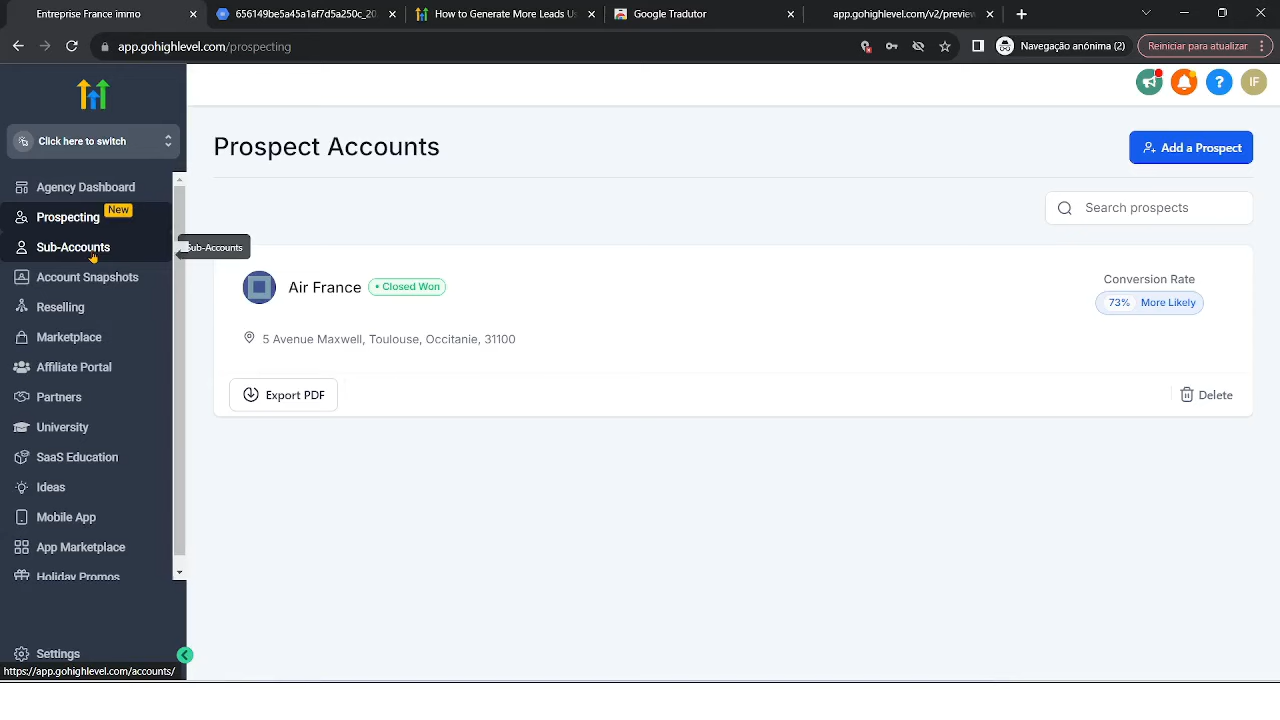 Entreprise France immo
656149be5a45a1af7d5a250c_20
How to Generate More Leads Us
Google Tradutor
app.gohighlevel.com/v2/preview
app.gohighlevel.com/prospecting
Navegação anónima (2)
Reiniciar para atualizar
IF
Click here to switch
Prospect Accounts
Add a Prospect
Agency Dashboard
Prospecting
New
Search prospects
Sub-Accounts
Sub-Accounts
Account Snapshots
Air France
• Closed Won
Conversion Rate
73% More Likely
Reselling
Marketplace
5 Avenue Maxwell, Toulouse, Occitanie, 31100
Affiliate Portal
Partners
Export PDF
Delete
University
SaaS Education
Ideas
Mobile App
App Marketplace
Holiday Promos
Settings
https://app.gohighlevel.com/accounts/